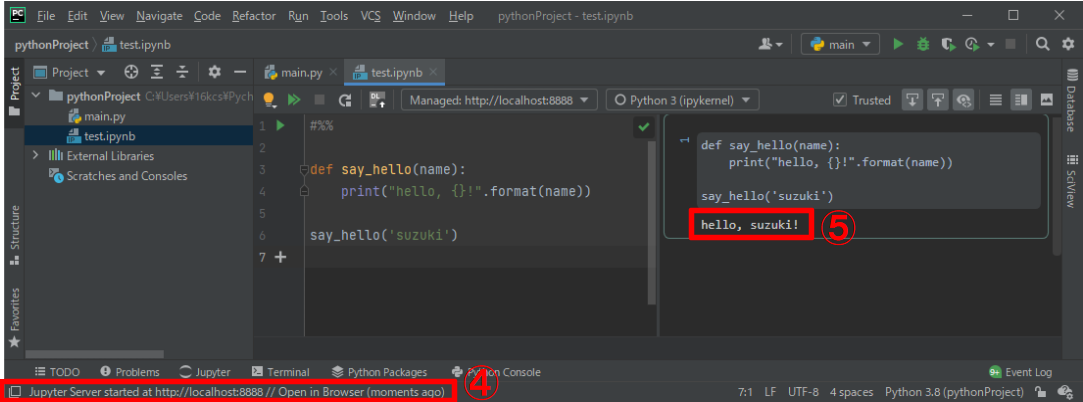 PC File Edit View Navigate Code Refactor Run Tools VCS Window Help pythonProject - test.ipynb
pythonProject test.ipynb main
Project Project main.py test.ipynb
pythonProject C:¥Users¥16kcs¥Pych
main.py
test.ipynb
External Libraries
Scratches and Consoles
Managed: http://localhost:8888 Python 3 (ipykernel) Trusted
1 #%%
2
3 def say_hello(name):
4 print("hello, {}!".format(name))
5
6 say_hello('suzuki')
7 +
1 def say_hello(name):
print("hello, {}!".format(name))
say_hello('suzuki')
hello, suzuki! ⑤
Database
SciView
Structure
Favorites
TODO Problems Jupyter Terminal Python Packages Python Console Event Log
Jupyter Server started at http://localhost:8888 // Open in Browser (moments ago) ④ 7:1 LF UTF-8 4 spaces Python 3.8 (pythonProject)